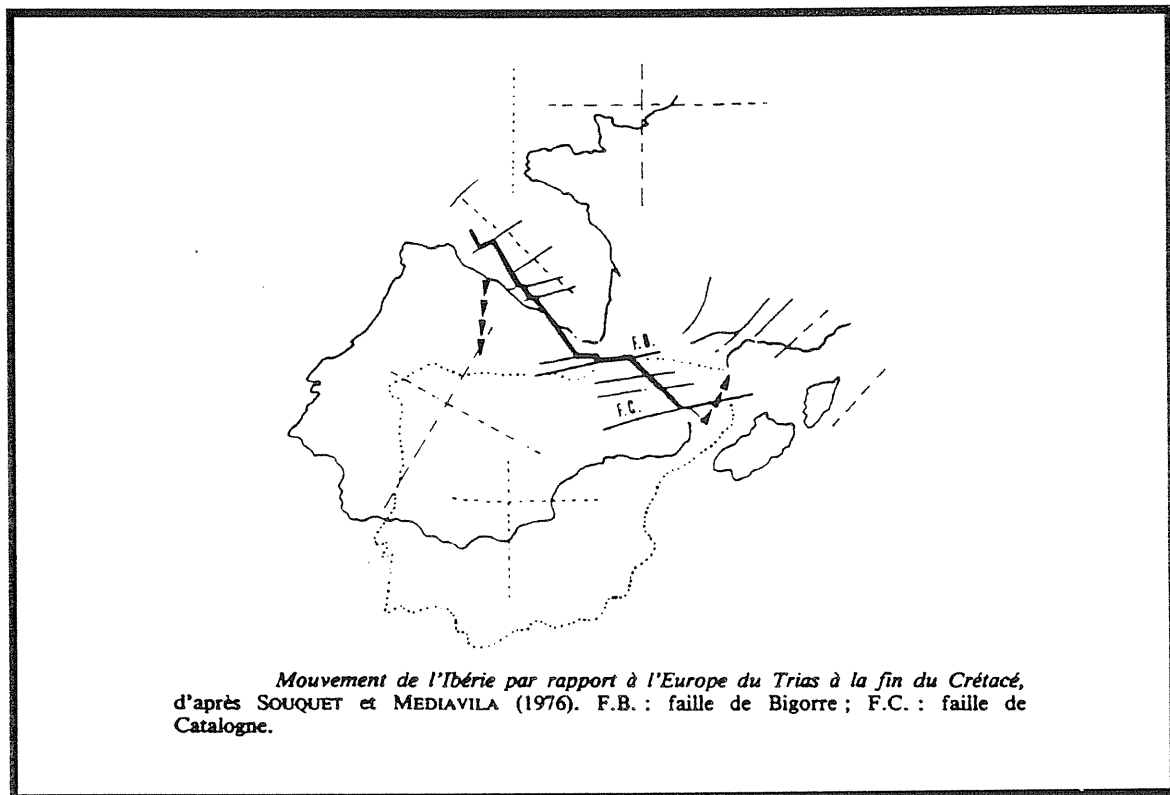 F.B.
F.C.
Mouvement de l'Ibérie par rapport à l'Europe du Trias à la fin du Crétacé,
d'après SOUQUET et MEDIAVILA (1976). F.B. : faille de Bigorre ; F.C. : faille de
Catalogne.